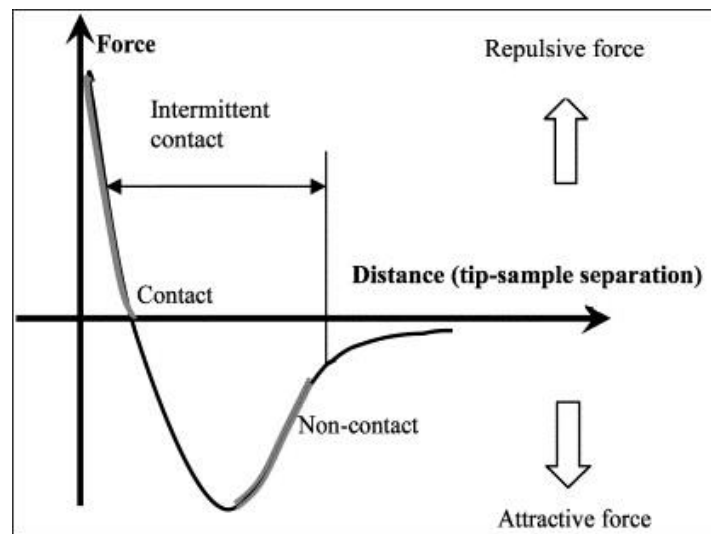 Force
Repulsive force
Intermittent
contact
Distance (tip-sample separation)
Contact
Non-contact
Attractive force